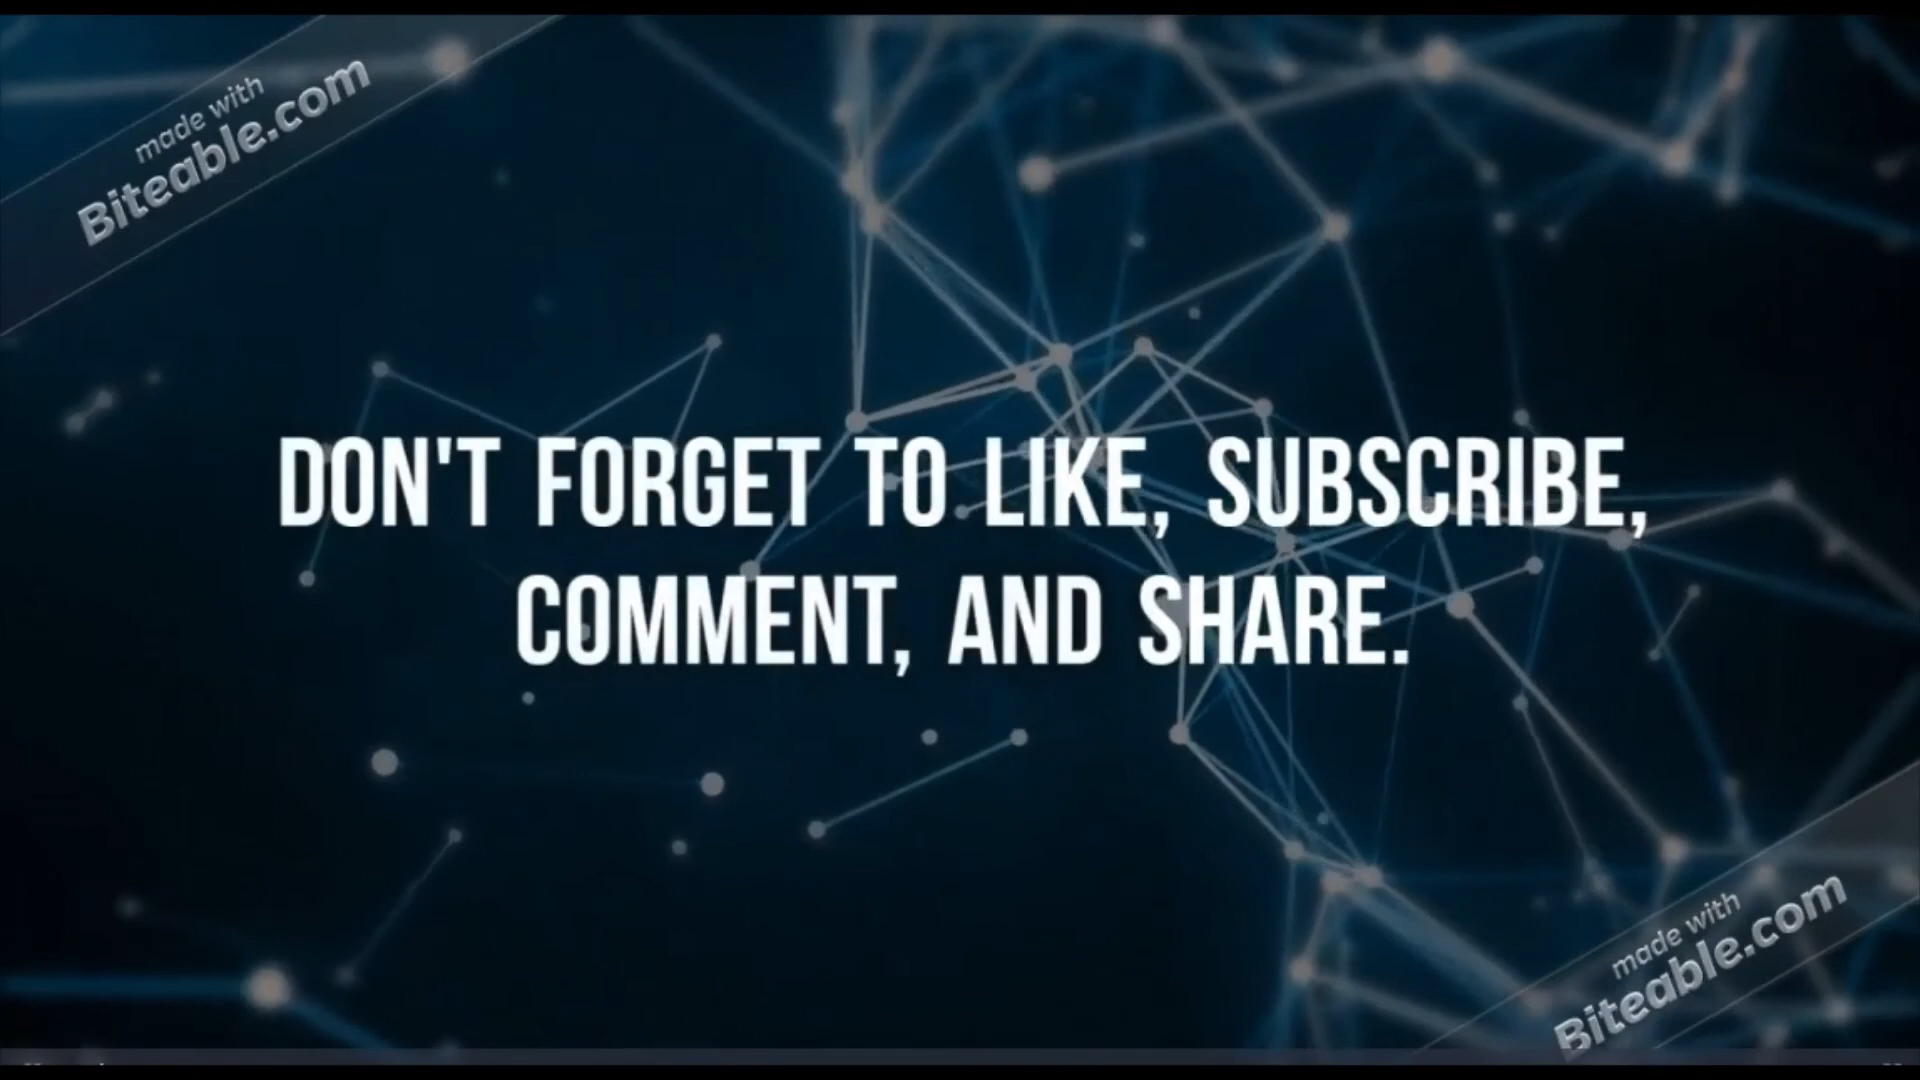 made with
Biteable.com
DON'T FORGET TO LIKE, SUBSCRIBE,
COMMENT, AND SHARE.
made with
Biteable.com